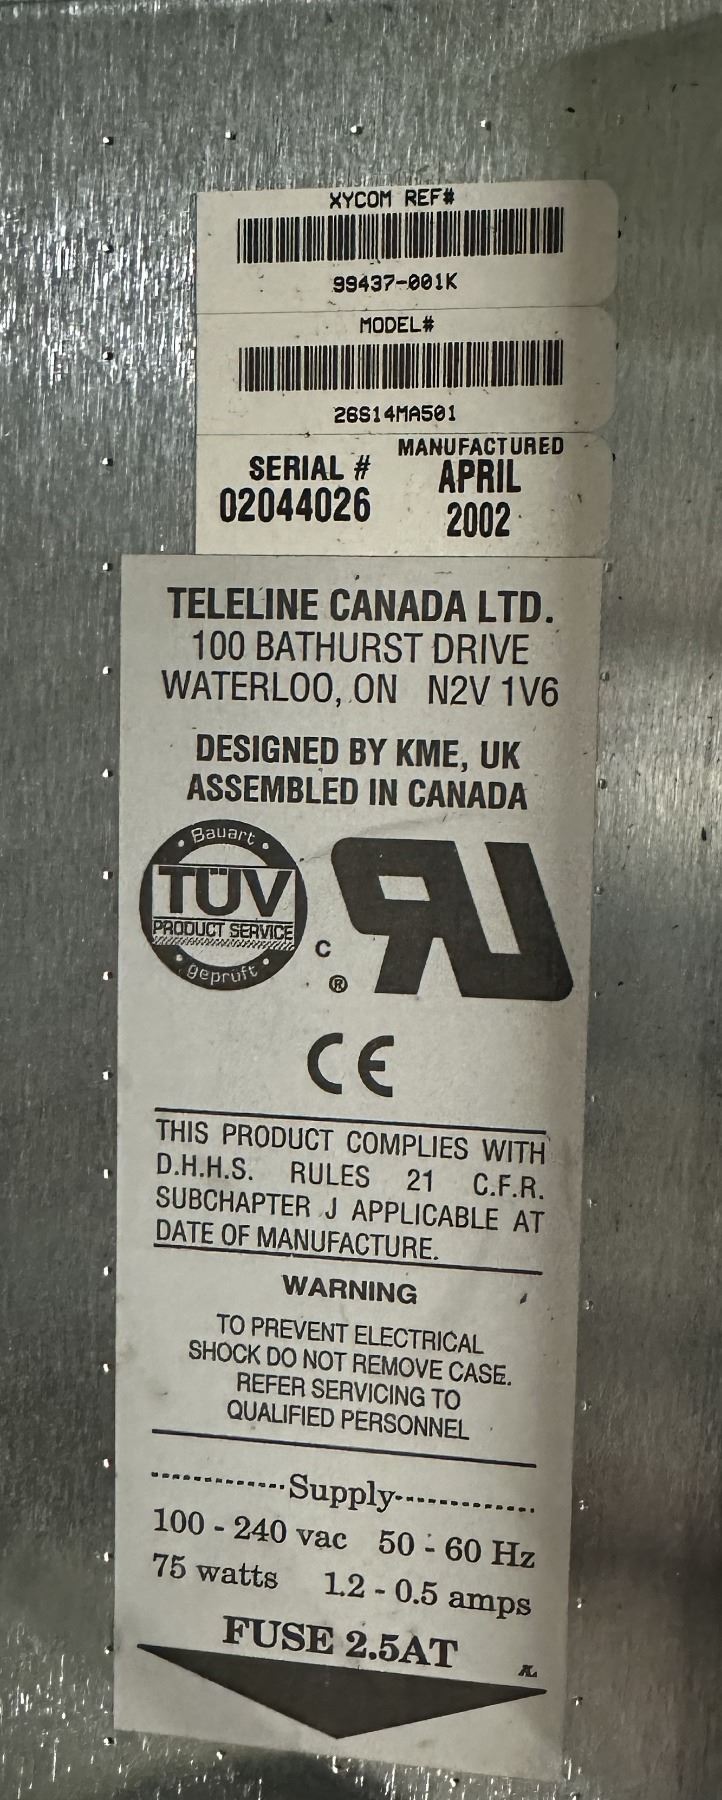 XYCOM REF#
99437-001K
MODEL#
26S14MA501
SERIAL #
02044026
MANUFACTURED
APRIL
2002
TELELINE CANADA LTD.
100 BATHURST DRIVE
WATERLOO, ON N2V 1V6
DESIGNED BY KME, UK
ASSEMBLED IN CANADA
Bauart
TÜV
PRODUCT SERVICE
geprüft
C
®
RU
CE
THIS PRODUCT COMPLIES WITH
D.H.H.S. RULES 21 C.F.R.
SUBCHAPTER J APPLICABLE AT
DATE OF MANUFACTURE.
WARNING
TO PREVENT ELECTRICAL
SHOCK DO NOT REMOVE CASE.
REFER SERVICING TO
QUALIFIED PERSONNEL
------------Supply-------------
100 - 240 vac 50 - 60 Hz
75 watts 1.2 - 0.5 amps
FUSE 2.5AT